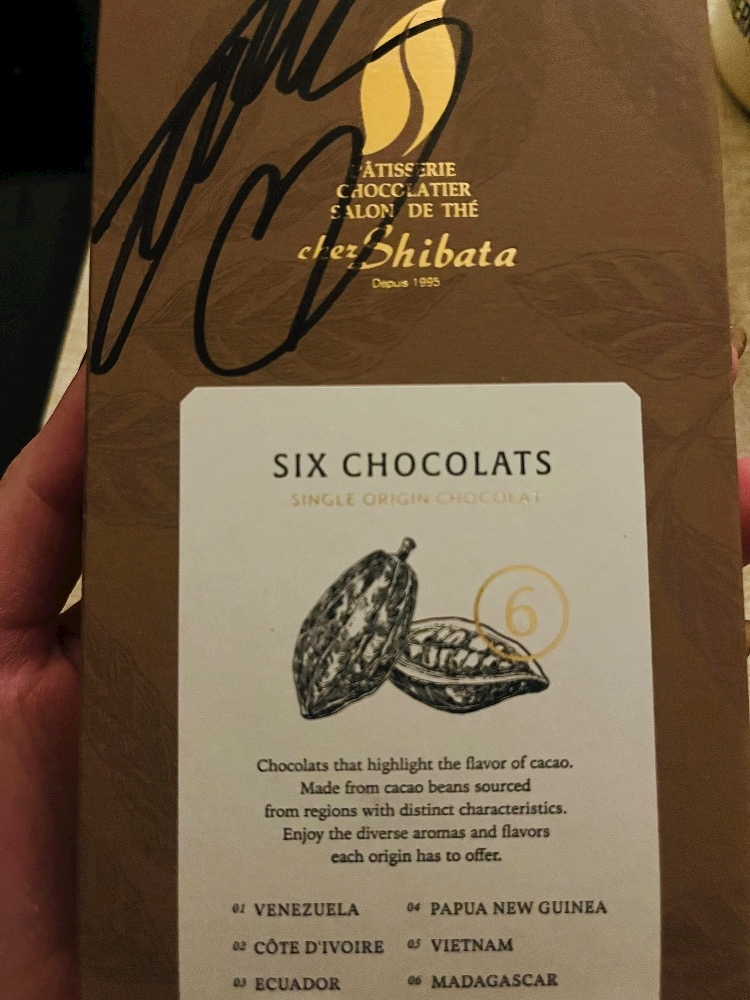 PÂTISSERIE
CHOCOLATIER
SALON DE THÉ
chez Shibata
Depuis 1995
SIX CHOCOLATS
SINGLE ORIGIN CHOCOLAT
6
Chocolats that highlight the flavor of cacao.
Made from cacao beans sourced
from regions with distinct characteristics.
Enjoy the diverse aromas and flavors
each origin has to offer.
01 VENEZUELA 04 PAPUA NEW GUINEA
02 CÔTE D'IVOIRE 05 VIETNAM
03 ECUADOR 06 MADAGASCAR